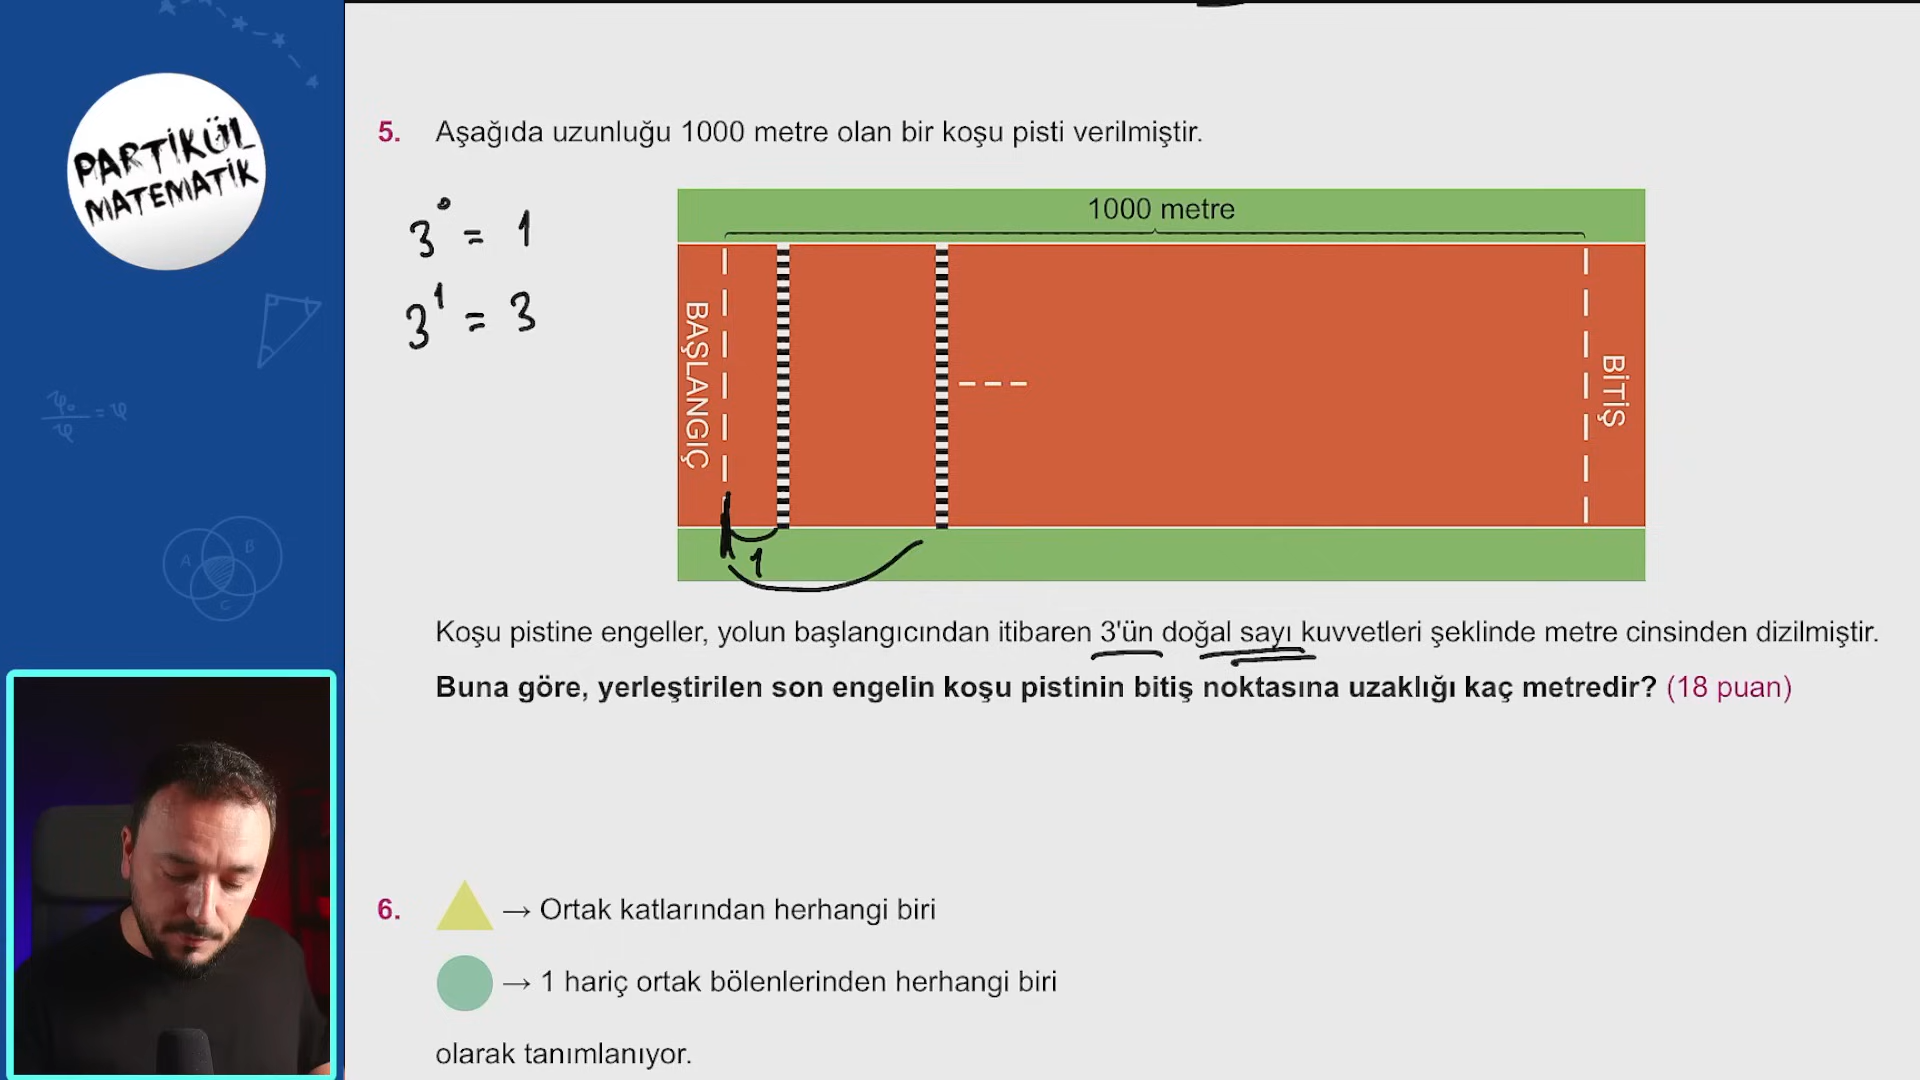 PARTİKÜL
MATEMATİK
5. Aşağıda uzunluğu 1000 metre olan bir koşu pisti verilmiştir.
3⁰ = 1
3¹ = 3
1000 metre
BAŞLANGIÇ
BİTİŞ
1
Koşu pistine engeller, yolun başlangıcından itibaren 3'ün doğal sayı kuvvetleri şeklinde metre cinsinden dizilmiştir.
Buna göre, yerleştirilen son engelin koşu pistinin bitiş noktasına uzaklığı kaç metredir? (18 puan)
6. → Ortak katlarından herhangi biri
→ 1 hariç ortak bölenlerinden herhangi biri
olarak tanımlanıyor.
A B
C